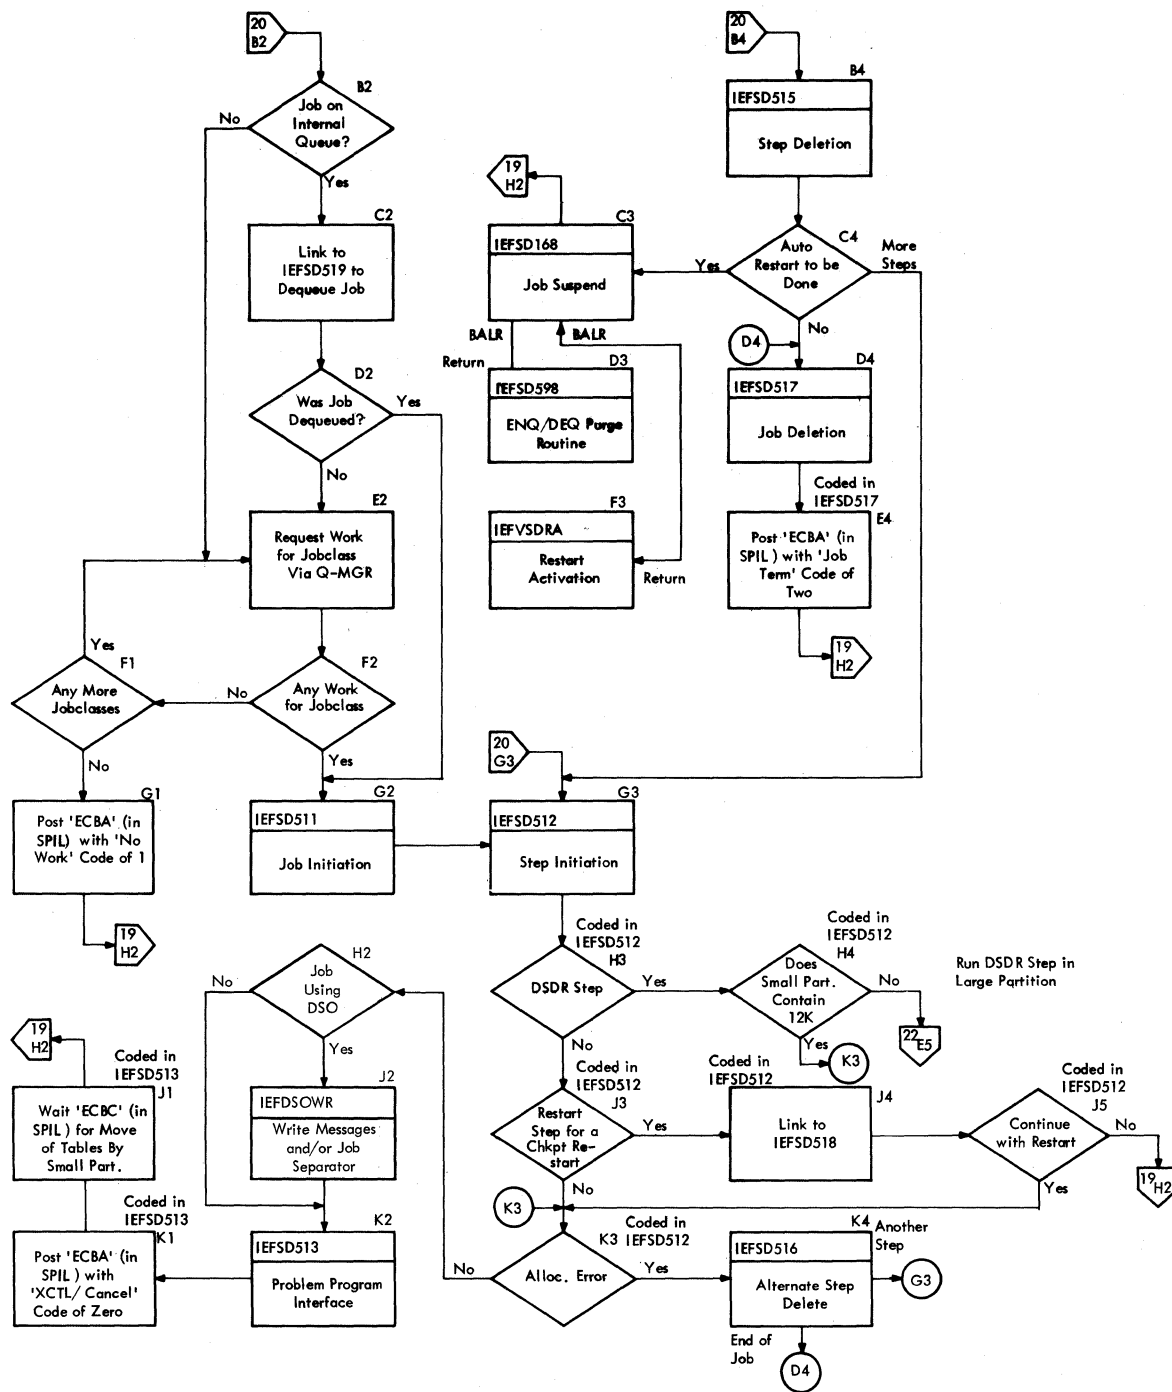 20
B2
20
B4
B2
Job on
Internal
Queue?
No
Yes
B4
IEFSD515
Step Deletion
19
H2
C2
Link to
IEFSD519 to
Dequeue Job
C3
IEFSD168
Job Suspend
C4
Auto
Restart to be
Done
Yes
More
Steps
No
BALR
BALR
Return
D2
Was Job
Dequeued?
Yes
No
D3
IEFSD598
ENQ/DEQ Purge
Routine
D4
D4
IEFSD517
Job Deletion
Coded in
IEFSD517
E2
Request Work
for Jobclass
Via Q-MGR
F3
IEFVSDRA
Restart
Activation
Return
E4
Post 'ECBA' (in
SPIL) with 'Job
Term' Code of
Two
19
H2
Yes
F1
Any More
Jobclasses
No
No
F2
Any Work
for Jobclass
Yes
20
G3
G1
Post 'ECBA' (in
SPIL) with 'No
Work' Code of 1
19
H2
G2
IEFSD511
Job Initiation
G3
IEFSD512
Step Initiation
H2
Job
Using
DSO
No
Yes
Coded in
IEFSD512
H3
DSDR Step
Yes
No
Coded in
IEFSD512
H4
Does
Small Part.
Contain
12K
No
Yes
K3
22
E5
Run DSDR Step in
Large Partition
19
H2
Coded in
IEFSD513
J1
Wait 'ECBC' (in
SPIL) for Move
of Tables By
Small Part.
J2
IEFDSOWR
Write Messages
and/or Job
Separator
Coded in
IEFSD512
J3
Restart
Step for a
Chkpt Re-
start
Yes
No
Coded in
IEFSD512
J4
Link to
IEFSD518
Coded in
IEFSD512
J5
Continue
with Restart
No
Yes
19
H2
Coded in
IEFSD513
K1
Post 'ECBA' (in
SPIL) with
'XCTL/Cancel'
Code of Zero
K2
IEFSD513
Problem Program
Interface
K3
Coded in
K3 IEFSD512
Alloc. Error
No
Yes
K4
IEFSD516
Alternate Step
Delete
Another
Step
G3
End of
Job
D4